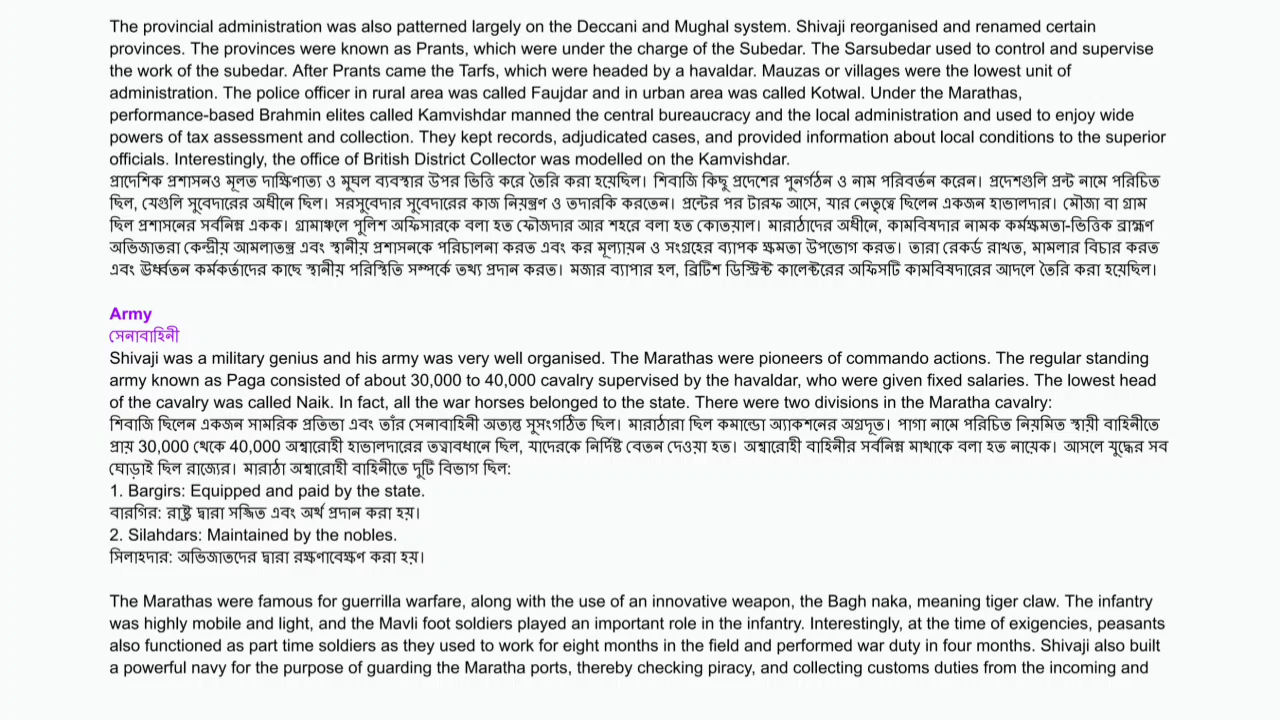 The provincial administration was also patterned largely on the Deccani and Mughal system. Shivaji reorganised and renamed certain
provinces. The provinces were known as Prants, which were under the charge of the Subedar. The Sarsubedar used to control and supervise
the work of the subedar. After Prants came the Tarfs, which were headed by a havaldar. Mauzas or villages were the lowest unit of
administration. The police officer in rural area was called Faujdar and in urban area was called Kotwal. Under the Marathas,
performance-based Brahmin elites called Kamvishdar manned the central bureaucracy and the local administration and used to enjoy wide
powers of tax assessment and collection. They kept records, adjudicated cases, and provided information about local conditions to the superior
officials. Interestingly, the office of British District Collector was modelled on the Kamvishdar.
প্রাদেশিক প্রশাসনও মূলত দাক্ষিণাত্য ও মুঘল ব্যবস্থার উপর ভিত্তি করে তৈরি করা হয়েছিল। শিবাজি কিছু প্রদেশের পুনর্গঠন ও নাম পরিবর্তন করেন। প্রদেশগুলি প্রন্ট নামে পরিচিত
ছিল, যেগুলি সুবেদারের অধীনে ছিল। সরসুবেদার সুবেদারের কাজ নিয়ন্ত্রণ ও তদারকি করতেন। প্রন্টের পর টারফ আসে, যার নেতৃত্বে ছিলেন একজন হাভালদার। মৌজা বা গ্রাম
ছিল প্রশাসনের সর্বনিম্ন একক। গ্রামাঞ্চলে পুলিশ অফিসারকে বলা হত ফৌজদার আর শহরে বলা হত কোতয়াল। মারাঠাদের অধীনে, কামবিষদার নামক কর্মক্ষমতা-ভিত্তিক ব্রাহ্মণ
অভিজাতরা কেন্দ্রীয় আমলাতন্ত্র এবং স্থানীয় প্রশাসনকে পরিচালনা করত এবং কর মূল্যায়ন ও সংগ্রহের ব্যাপক ক্ষমতা উপভোগ করত। তারা রেকর্ড রাখত, মামলার বিচার করত
এবং ঊর্ধ্বতন কর্মকর্তাদের কাছে স্থানীয় পরিস্থিতি সম্পর্কে তথ্য প্রদান করত। মজার ব্যাপার হল, ব্রিটিশ ডিস্ট্রিক্ট কালেক্টরের অফিসটি কামবিষদারের আদলে তৈরি করা হয়েছিল।
Army
সেনাবাহিনী
Shivaji was a military genius and his army was very well organised. The Marathas were pioneers of commando actions. The regular standing
army known as Paga consisted of about 30,000 to 40,000 cavalry supervised by the havaldar, who were given fixed salaries. The lowest head
of the cavalry was called Naik. In fact, all the war horses belonged to the state. There were two divisions in the Maratha cavalry:
শিবাজি ছিলেন একজন সামরিক প্রতিভা এবং তাঁর সেনাবাহিনী অত্যন্ত সুসংগঠিত ছিল। মারাঠারা ছিল কমান্ডো অ্যাকশনের অগ্রদূত। পাগা নামে পরিচিত নিয়মিত স্থায়ী বাহিনীতে
প্রায় 30,000 থেকে 40,000 অশ্বারোহী হাভালদারের তত্বাবধানে ছিল, যাদেরকে নির্দিষ্ট বেতন দেওয়া হত। অশ্বারোহী বাহিনীর সর্বনিম্ন মাথাকে বলা হত নায়েক। আসলে যুদ্ধের সব
ঘোড়াই ছিল রাজ্যের। মারাঠা অশ্বারোহী বাহিনীতে দুটি বিভাগ ছিল:
1. Bargirs: Equipped and paid by the state.
বারগির: রাষ্ট্র দ্বারা সজ্জিত এবং অর্থ প্রদান করা হয়।
2. Silahdars: Maintained by the nobles.
সিলাহদার: অভিজাতদের দ্বারা রক্ষণাবেক্ষণ করা হয়।
The Marathas were famous for guerrilla warfare, along with the use of an innovative weapon, the Bagh naka, meaning tiger claw. The infantry
was highly mobile and light, and the Mavli foot soldiers played an important role in the infantry. Interestingly, at the time of exigencies, peasants
also functioned as part time soldiers as they used to work for eight months in the field and performed war duty in four months. Shivaji also built
a powerful navy for the purpose of guarding the Maratha ports, thereby checking piracy, and collecting customs duties from the incoming and